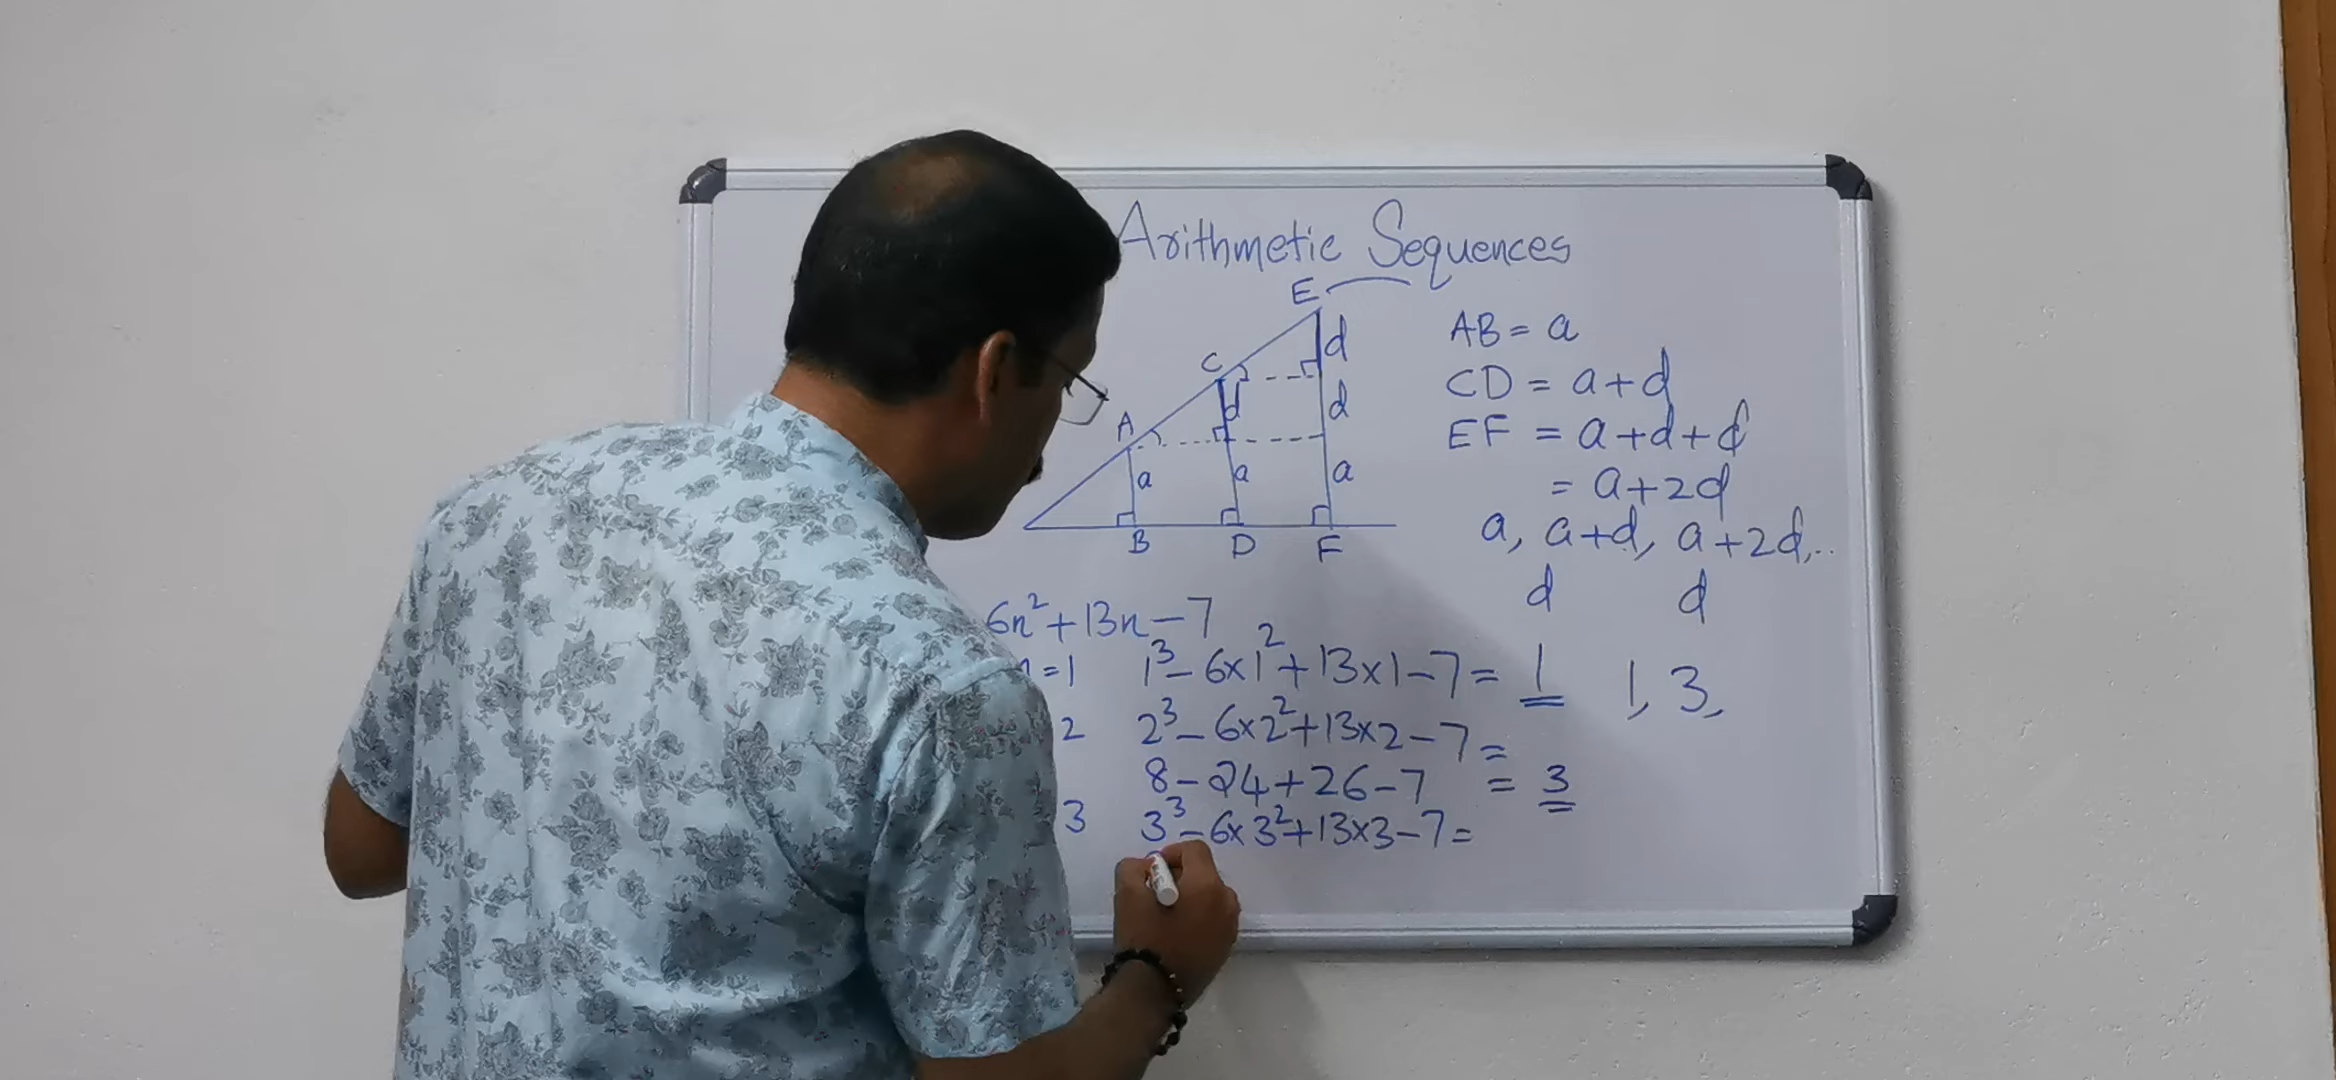 Arithmetic Sequences
E
d
C
d
d
A
a
a
a
B D F
AB = a
CD = a+d
EF = a+d+d
= a+2d
a, a+d, a+2d,..
d d
6n²+13n-7
n=1 1³-6x1²+13x1-7= 1 1, 3,
2 2³-6x2²+13x2-7=
8-24+26-7 = 3
3 3³-6x3²+13x3-7=